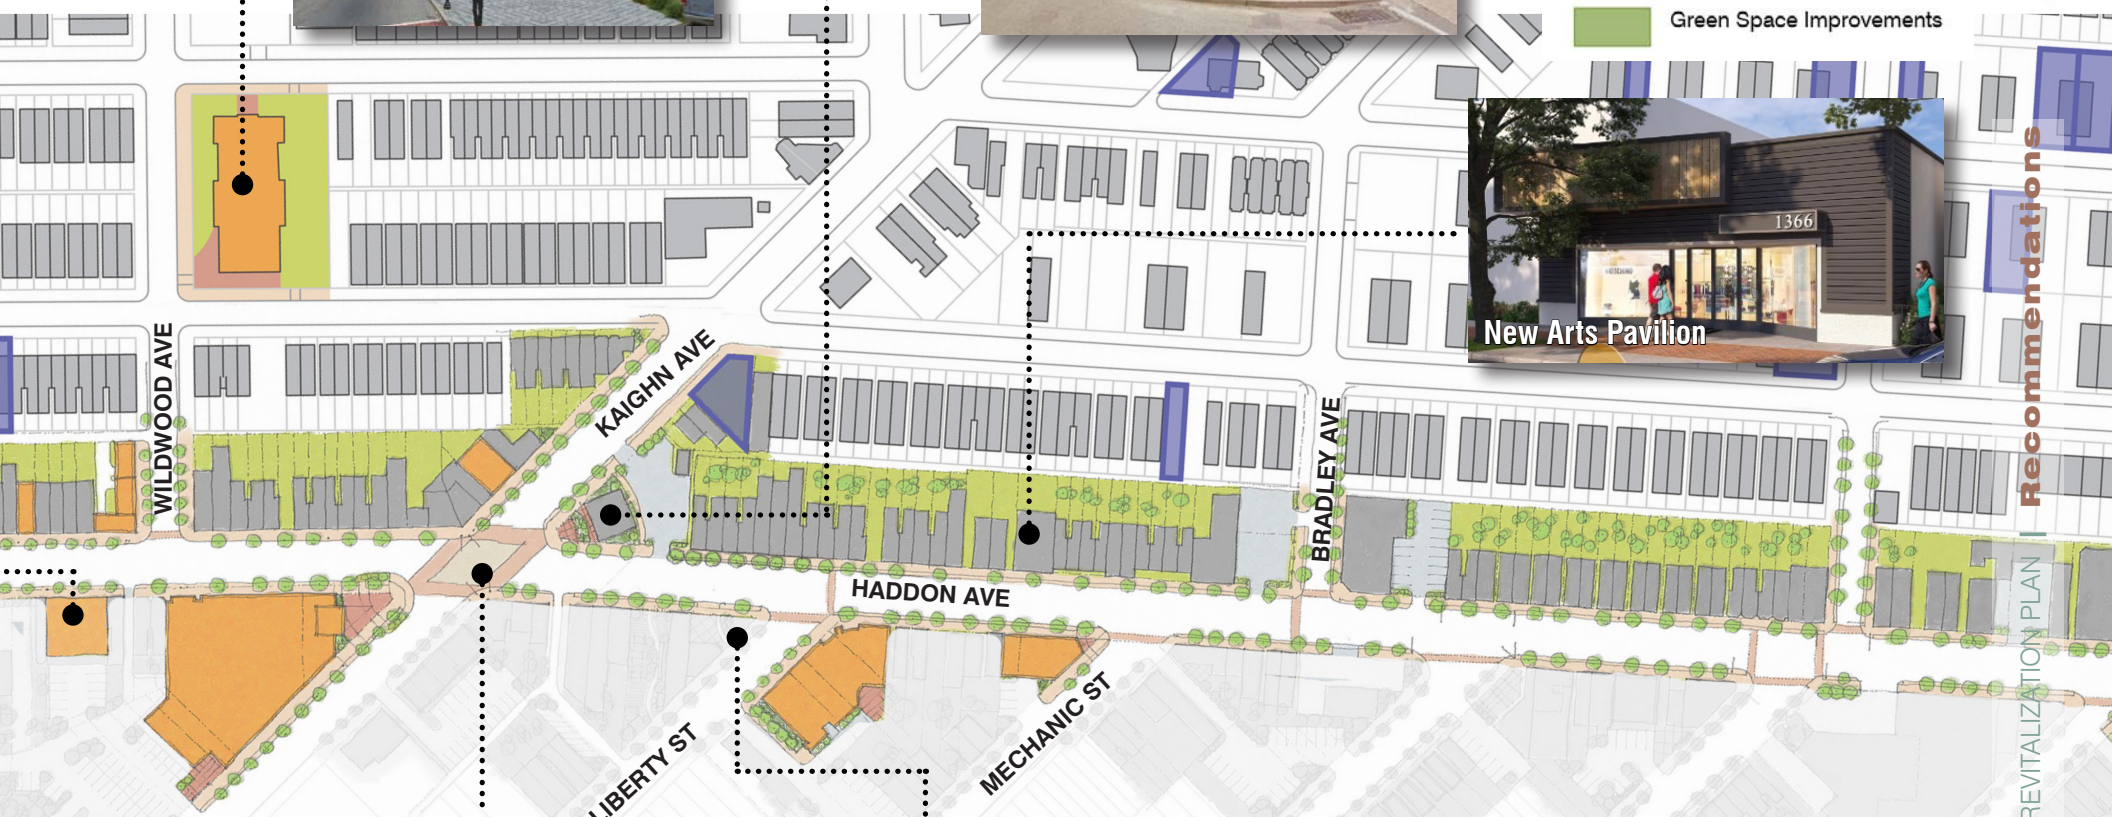 Green Space Improvements
1366
New Arts Pavilion
WILDWOOD AVE
KAIGHN AVE
BRADLEY AVE
HADDON AVE
LIBERTY ST
MECHANIC ST
REVITALIZATION PLAN | Recommendations